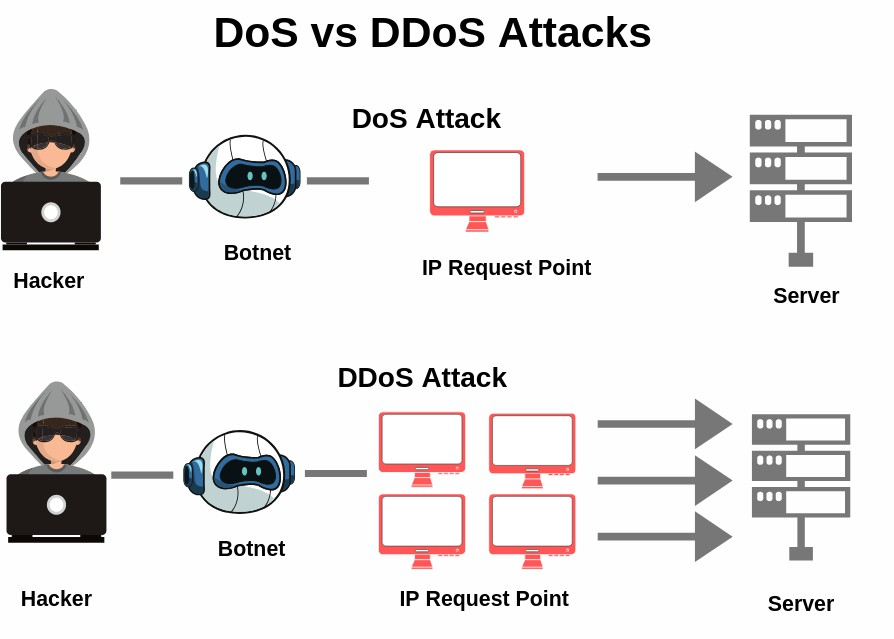 DoS vs DDoS Attacks
DoS Attack
Botnet
IP Request Point
Hacker
Server
DDoS Attack
Botnet
Hacker
IP Request Point
Server